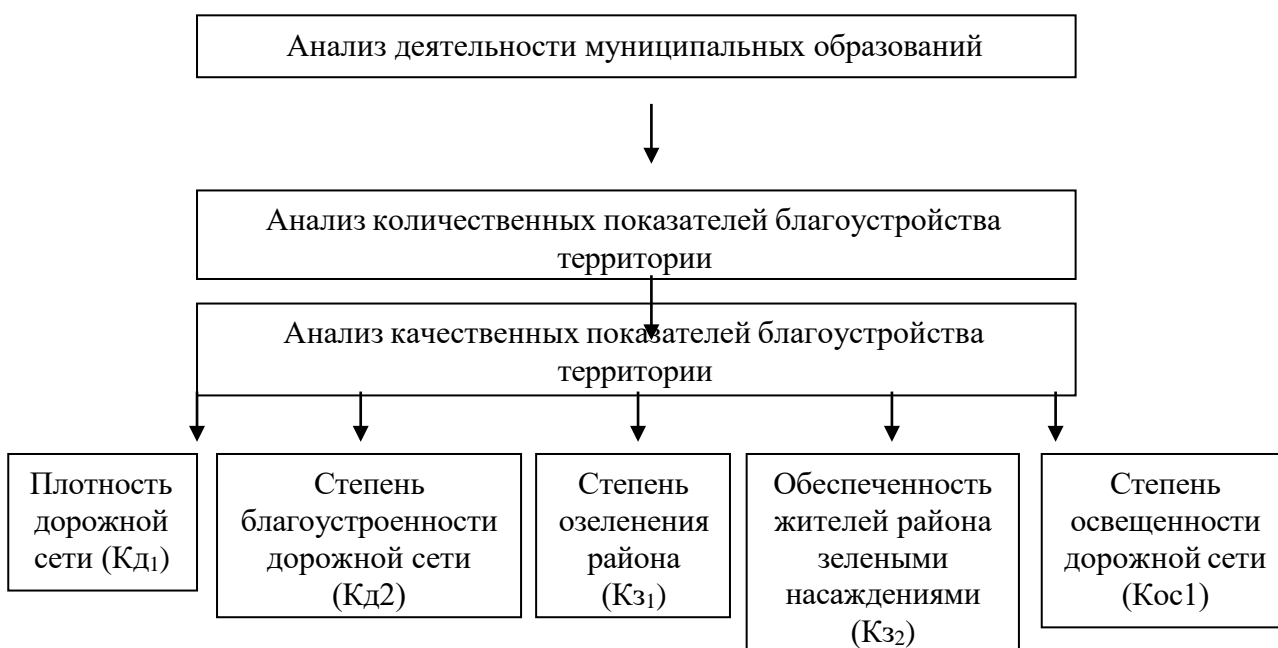 Анализ деятельности муниципальных образований
Анализ количественных показателей благоустройства
территории
Анализ качественных показателей благоустройства
территории
Плотность
дорожной
сети (Кд₁)
Степень
благоустроенности
дорожной сети
(Кд2)
Степень
озеленения
района
(Кз₁)
Обеспеченность
жителей района
зелеными
насаждениями
(Кз₂)
Степень
освещенности
дорожной сети
(Кос1)